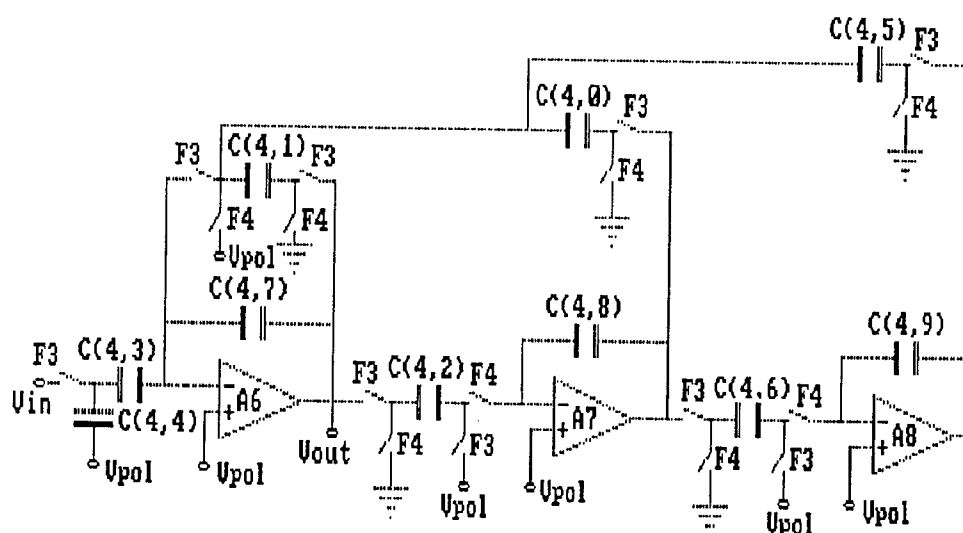 C(4,5) F3
F4
C(4,0) F3
F4
F3 C(4,1) F3
F4 F4
Vpol
C(4,7)
C(4,8)
C(4,9)
F3 C(4,3)
Vin
C(4,4)
A6
Vpol
Vpol
Vout
F3 C(4,2) F4
F4 F3
Vpol
A7
Vpol
F3 C(4,6) F4
F4 F3
Vpol
A8
Vpol